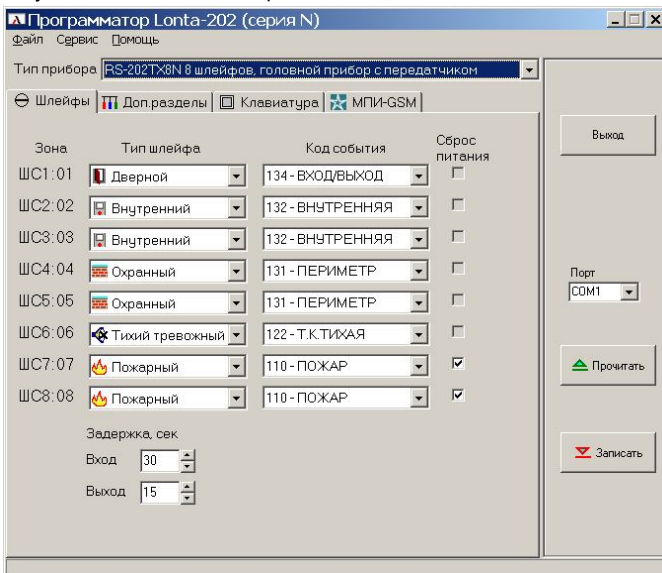 Программатор Lonta-202 (серия N)
Файл Сервис Помощь
Тип прибора RS-202TX8N 8 шлейфов, головной прибор с передатчиком
Шлейфы Доп.разделы Клавиатура МПИ-GSM
Выход
Зона Тип шлейфа Код события Сброс питания
ШС1:01 Дверной 134 - ВХОД/ВЫХОД
ШС2:02 Внутренний 132 - ВНУТРЕННЯЯ
ШС3:03 Внутренний 132 - ВНУТРЕННЯЯ
ШС4:04 Охранный 131 - ПЕРИМЕТР
Порт
ШС5:05 Охранный 131 - ПЕРИМЕТР
COM1
ШС6:06 Тихий тревожный 122 - Т.К.ТИХАЯ
ШС7:07 Пожарный 110 - ПОЖАР
Прочитать
ШС8:08 Пожарный 110 - ПОЖАР
Задержка, сек
Вход 30
Записать
Выход 15